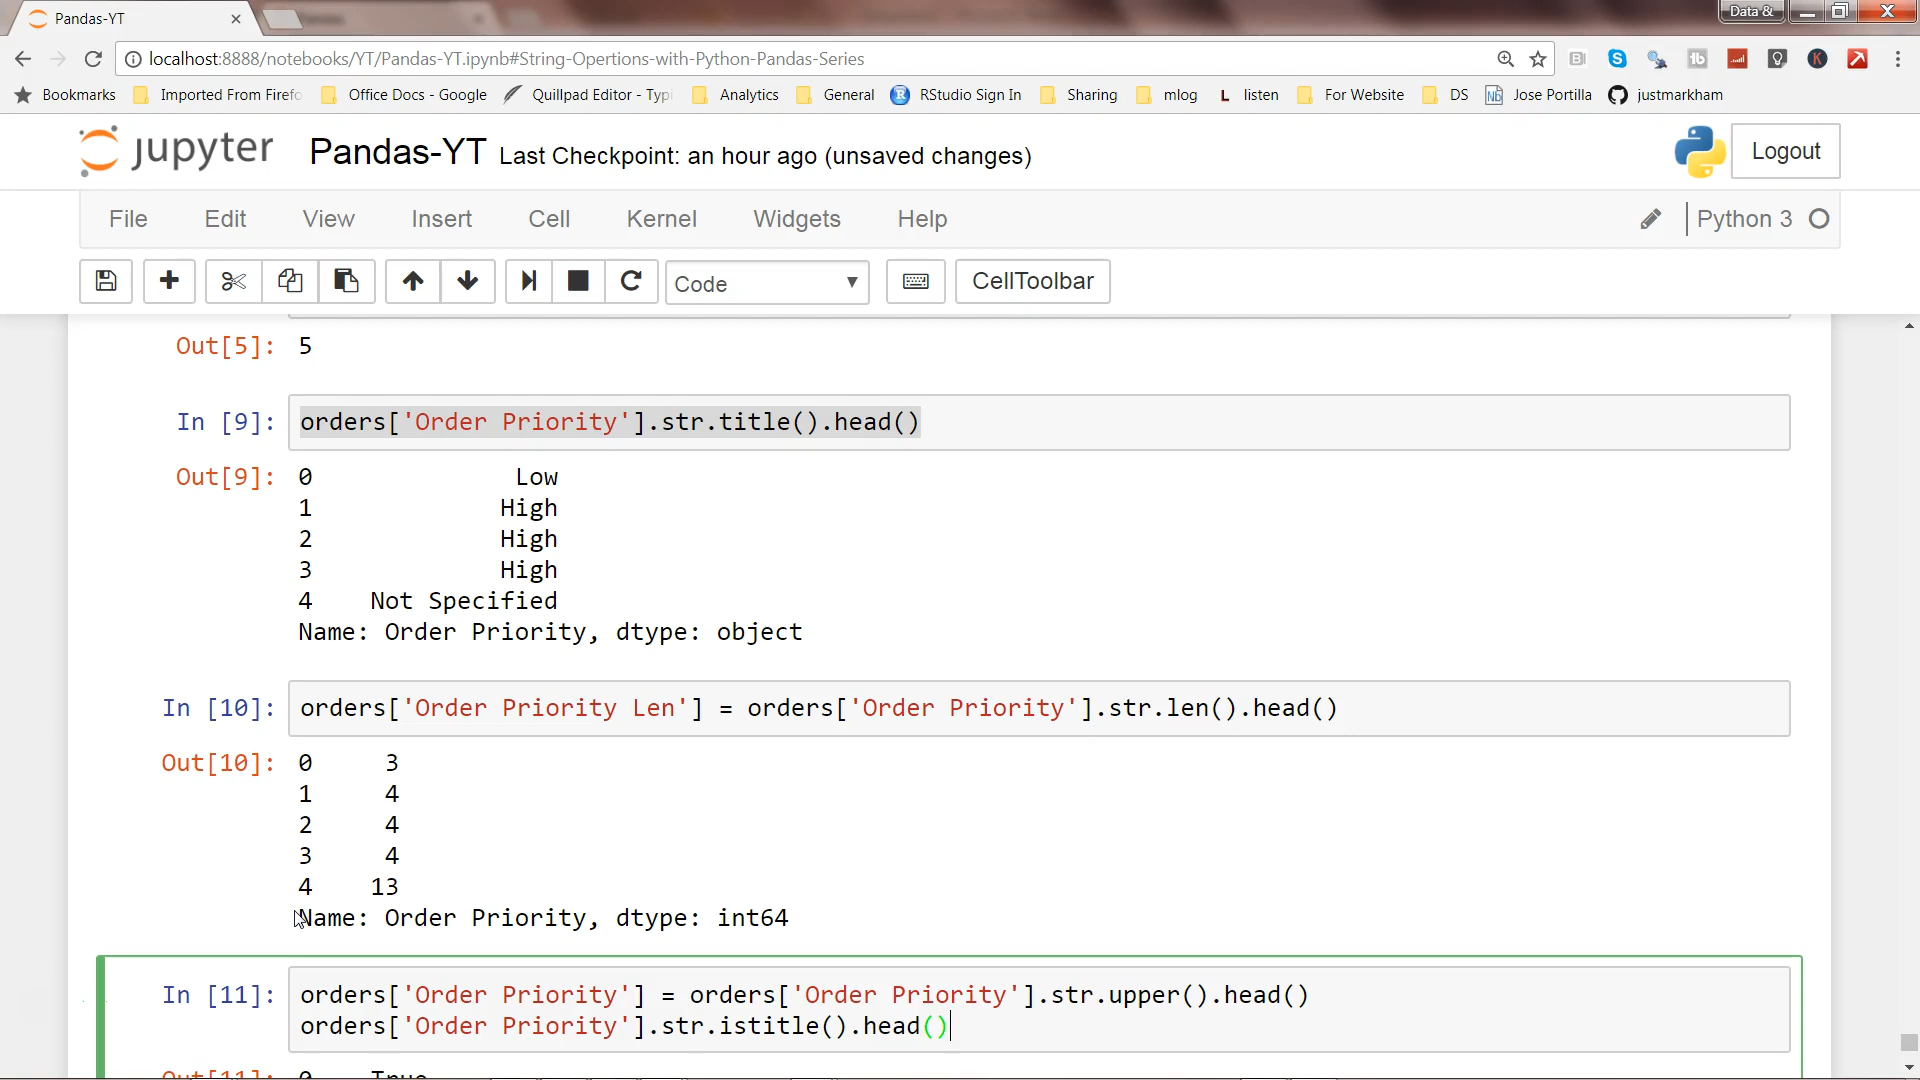 Pandas-YT
Data &
localhost:8888/notebooks/YT/Pandas-YT.ipynb#String-Opertions-with-Python-Pandas-Series
Bookmarks Imported From Firefo Office Docs - Google Quillpad Editor - Typi Analytics General RStudio Sign In Sharing mlog L listen For Website DS Nb Jose Portilla justmarkham
jupyter Pandas-YT Last Checkpoint: an hour ago (unsaved changes) Logout
File Edit View Insert Cell Kernel Widgets Help Python 3
Code CellToolbar
Out[5]: 5
In [9]: orders['Order Priority'].str.title().head()
Out[9]: 0 Low
1 High
2 High
3 High
4 Not Specified
Name: Order Priority, dtype: object
In [10]: orders['Order Priority Len'] = orders['Order Priority'].str.len().head()
Out[10]: 0 3
1 4
2 4
3 4
4 13
Name: Order Priority, dtype: int64
In [11]: orders['Order Priority'] = orders['Order Priority'].str.upper().head()
orders['Order Priority'].str.istitle().head()
Out[11]: 0 True